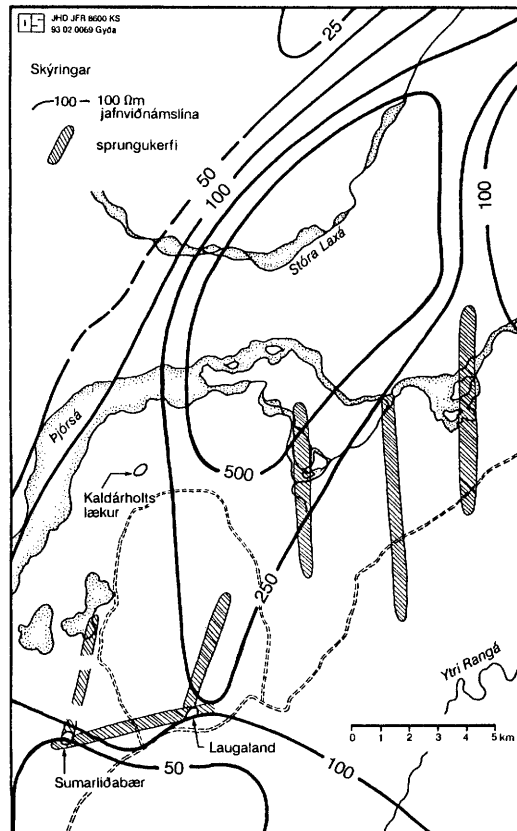 OS JHD JFR 8600 KS
93 02 0069 Gyða
Skýringar
100 100 Ωm
jafnviðnámslína
sprungukerfi
25
50
100
100
Stóra Laxá
Þjórsá
500
Kaldárholts
lækur
250
Ytri Rangá
0 1 2 3 4 5 km
Laugaland
Sumarliðabær
50
100